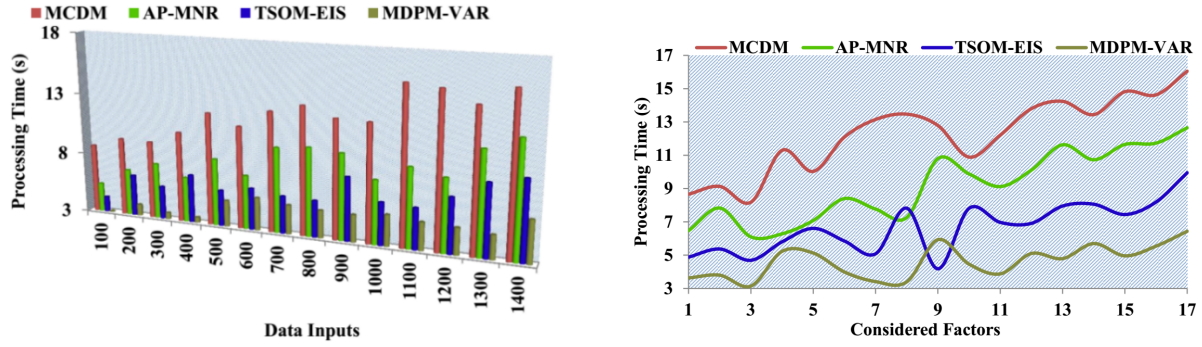 MCDM AP-MNR TSOM-EIS MDPM-VAR
18
13
8
3
Processing Time (s)
100 200 300 400 500 600 700 800 900 1000 1100 1200 1300 1400
Data Inputs
MCDM AP-MNR TSOM-EIS MDPM-VAR
17
15
13
11
9
7
5
3
Processing Time (s)
1 3 5 7 9 11 13 15 17
Considered Factors